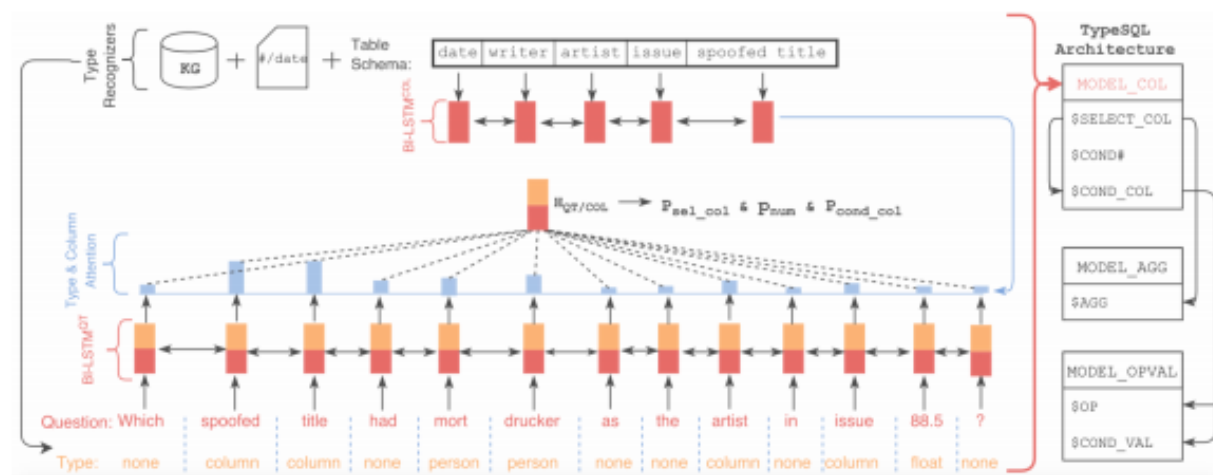 Type Recognizers
KG
+
#/date
+
Table Schema:
date writer artist issue spoofed title
BI-LSTM^COL
H_QT/COL → P_sel_col & P_num & P_cond_col
Type & Column Attention
BI-LSTM^QT
Question: Which spoofed title had mort drucker as the artist in issue 88.5 ?
Type: none column column none person person none none column none column float none
TypeSQL
Architecture
MODEL_COL
$SELECT_COL
$COND#
$COND_COL
MODEL_AGG
$AGG
MODEL_OPVAL
$OP
$COND_VAL